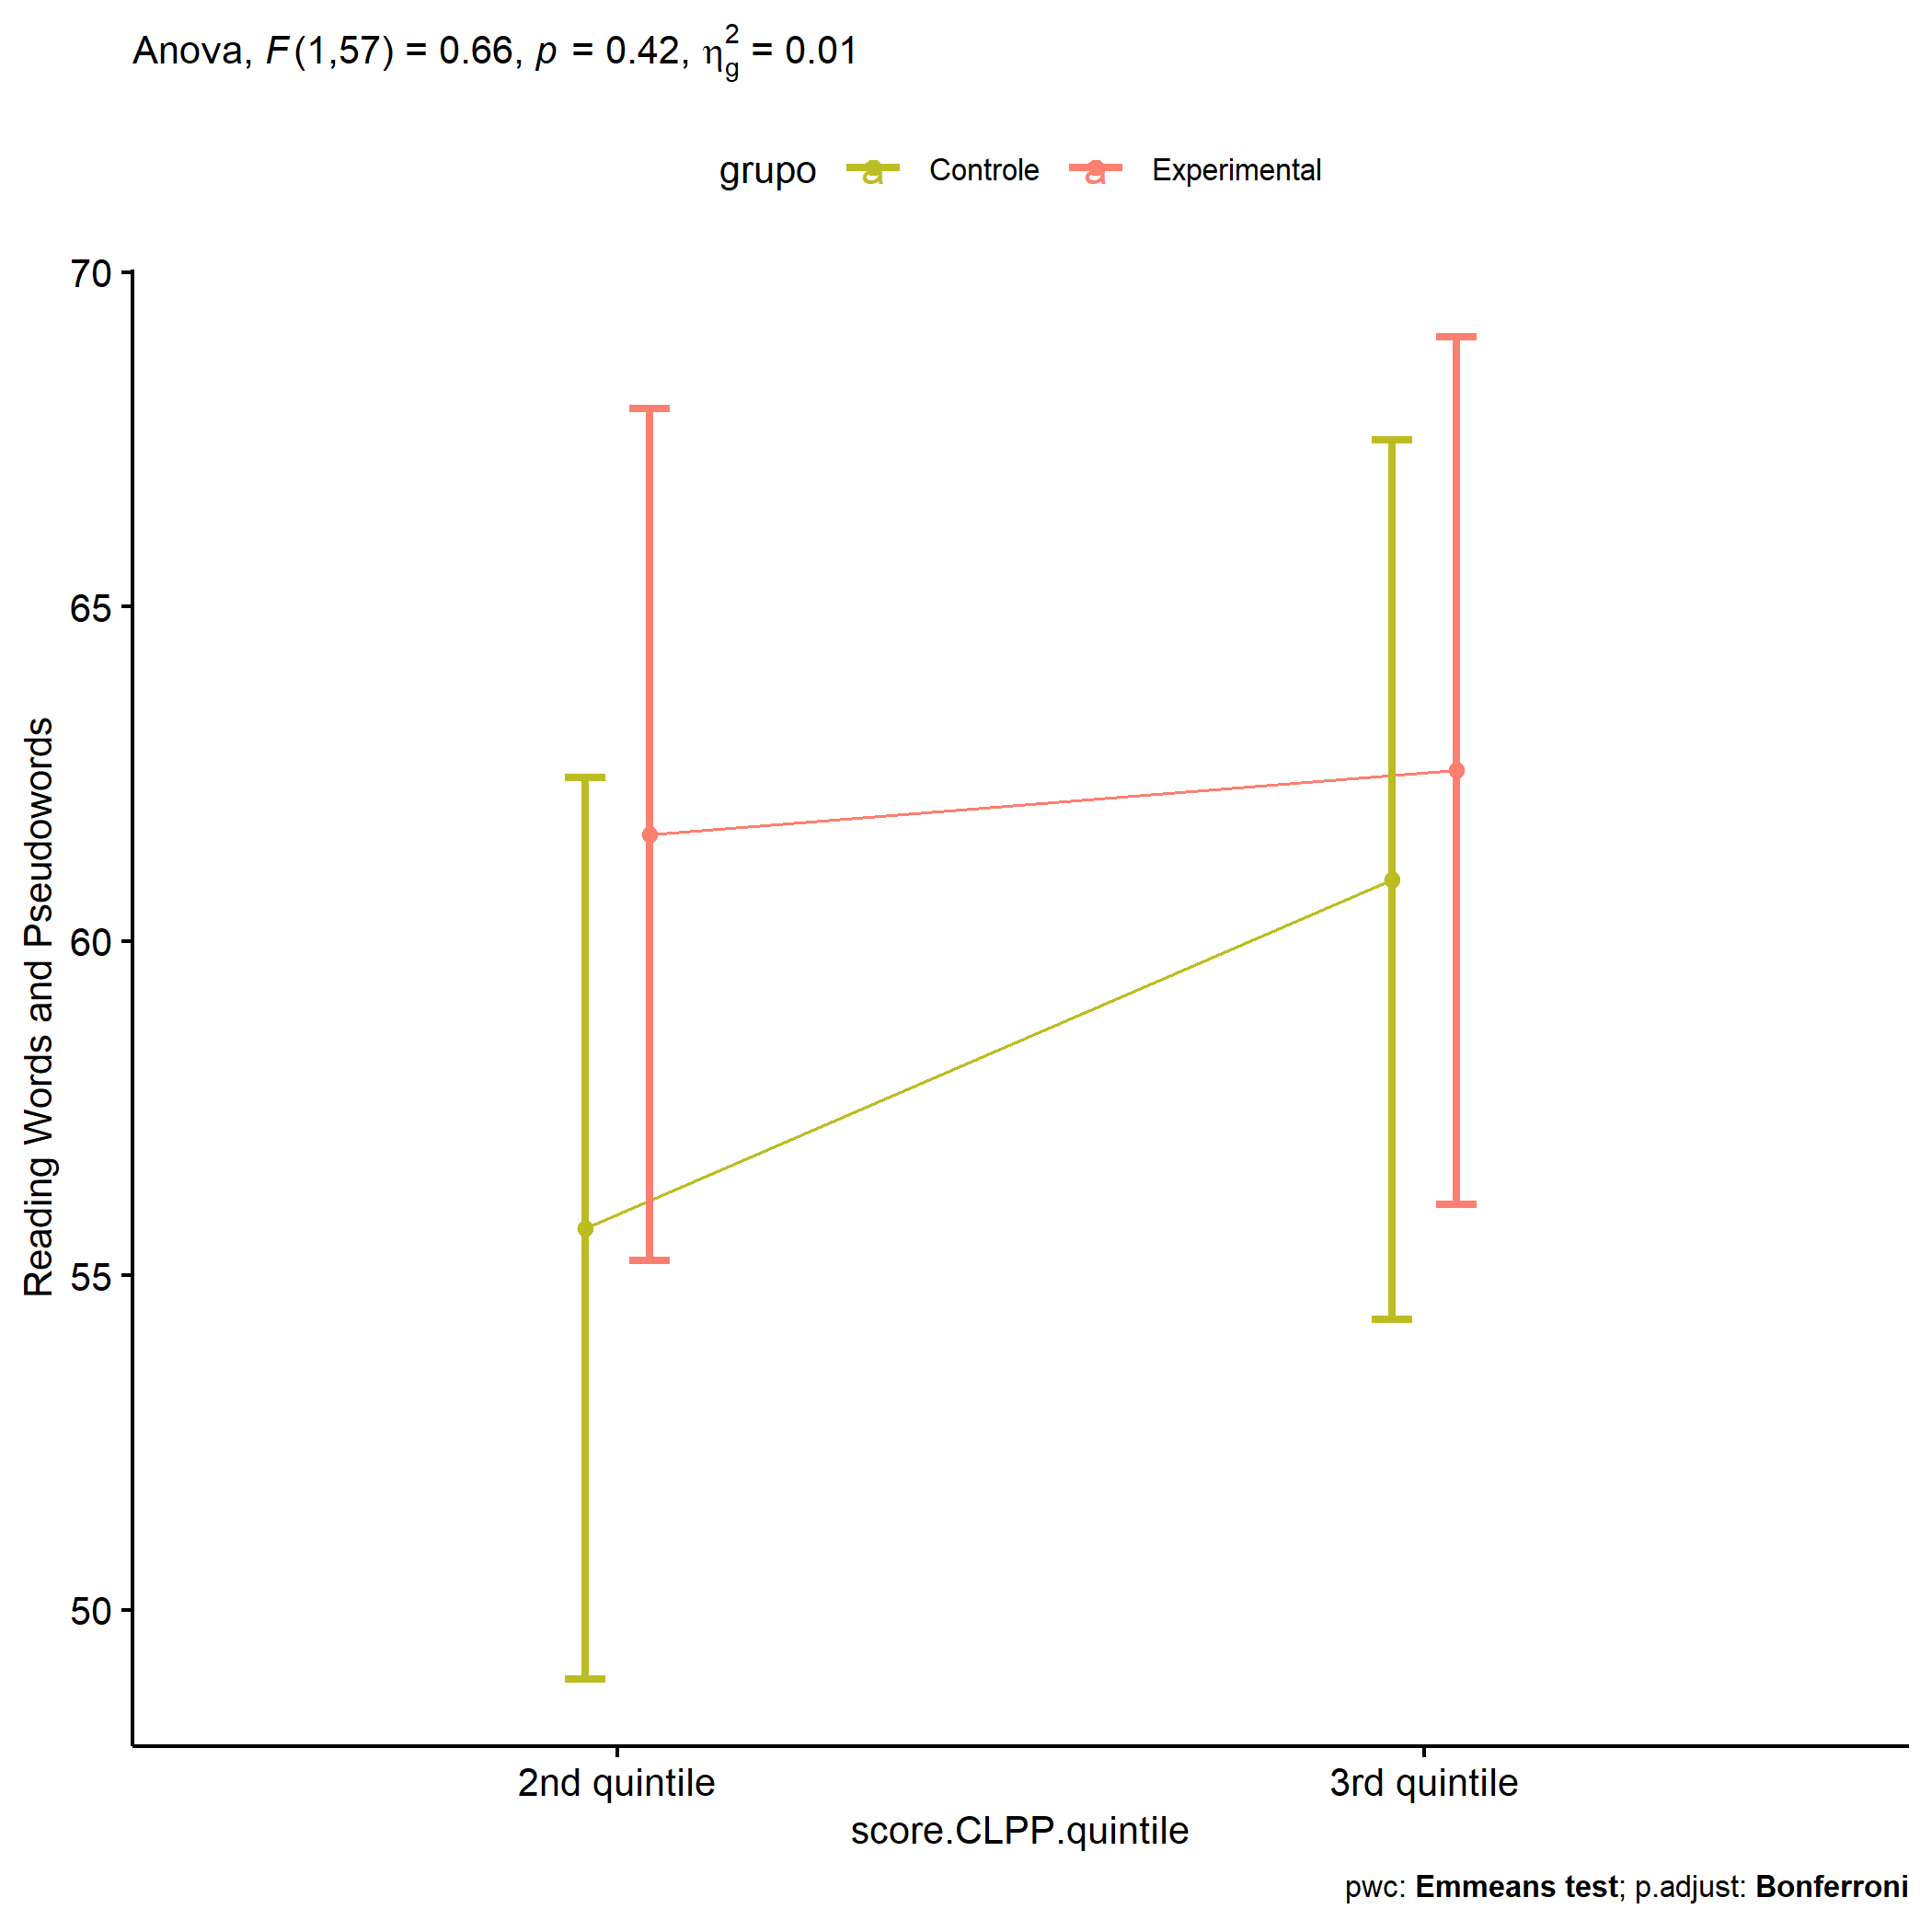 Anova, F(1,57) = 0.66, p = 0.42, η²g = 0.01
grupo a Controle a Experimental
70
65
60
55
50
Reading Words and Pseudowords
2nd quintile 3rd quintile
score.CLPP.quintile
pwc: Emmeans test; p.adjust: Bonferroni